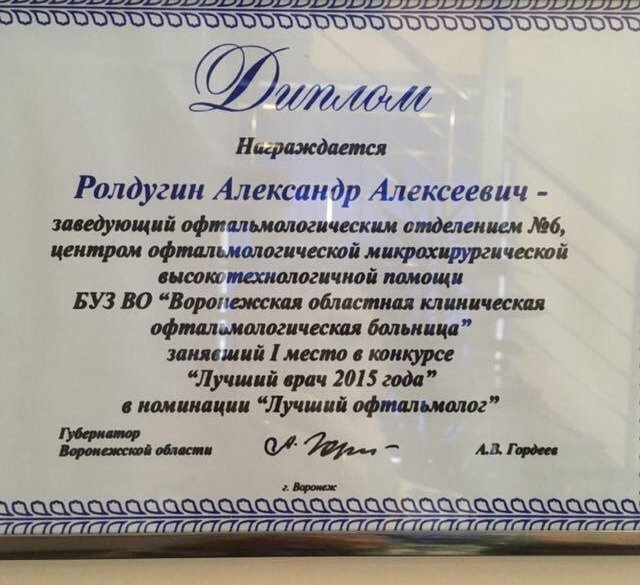 Диплом
Награждается
Ролдугин Александр Алексеевич -
заведующий офтальмологическим отделением №6,
центром офтальмологической микрохирургической
высокотехнологичной помощи
БУЗ ВО “Воронежская областная клиническая
офтальмологическая больница”
занявший I место в конкурсе
“Лучший врач 2015 года”
в номинации “Лучший офтальмолог”
Губернатор
Воронежской области
А.В. Гордеев
г. Воронеж